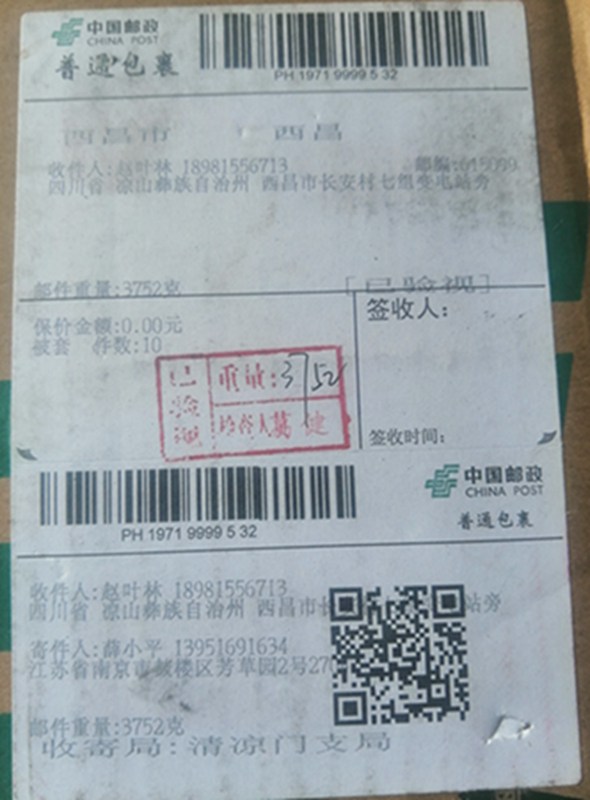 中国邮政
CHINA POST
普通包裹
PH 1971 9999 5 32
西昌市 西昌
收件人:赵叶林 18981556713 邮编:615099
四川省 凉山彝族自治州 西昌市长安村七组变电站旁
邮件重量:3752克 [已验视]
保价金额:0.00元
被套 件数:10
签收人:
已验视
重量:3752
签收时间:
中国邮政
CHINA POST
普通包裹
PH 1971 9999 5 32
收件人:赵叶林 18981556713
四川省 凉山彝族自治州 西昌市 站旁
寄件人:薛小平 13951691634
江苏省南京市鼓楼区芳草园2号
邮件重量:3752克
收寄局:清凉门支局